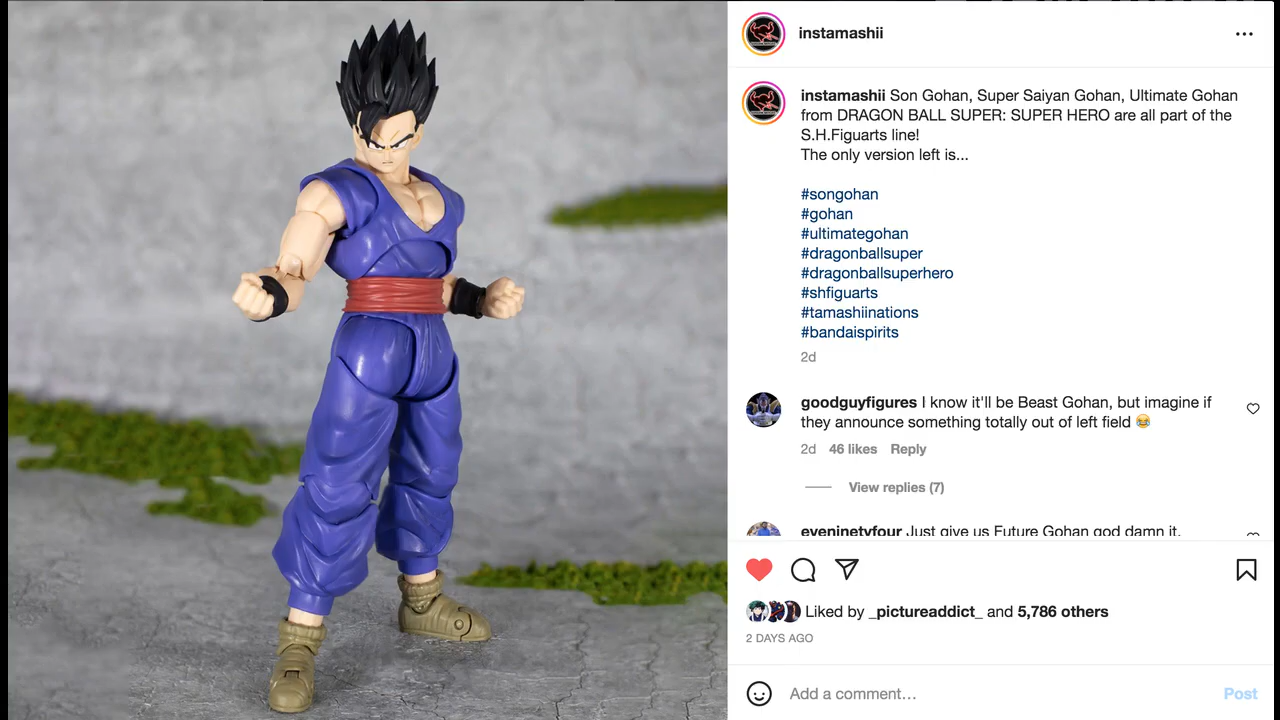 instamashii
instamashii Son Gohan, Super Saiyan Gohan, Ultimate Gohan
from DRAGON BALL SUPER: SUPER HERO are all part of the
S.H.Figuarts line!
The only version left is...
#songohan
#gohan
#ultimategohan
#dragonballsuper
#dragonballsuperhero
#shfiguarts
#tamashiinations
#bandaispirits
2d
goodguyfigures I know it'll be Beast Gohan, but imagine if
they announce something totally out of left field 😂
2d 46 likes Reply
View replies (7)
eveninetyfour Just give us Future Gohan god damn it.
Liked by _pictureaddict_ and 5,786 others
2 DAYS AGO
Add a comment...
Post